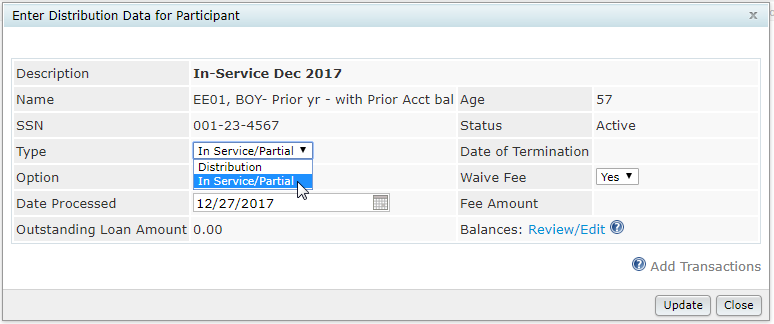 Enter Distribution Data for Participant x
Description In-Service Dec 2017
Name EE01, BOY- Prior yr - with Prior Acct bal Age 57
SSN 001-23-4567 Status Active
Type In Service/Partial Date of Termination
Distribution
Option In Service/Partial Waive Fee Yes
Date Processed 12/27/2017 Fee Amount
Outstanding Loan Amount 0.00 Balances: Review/Edit ?
? Add Transactions
Update Close